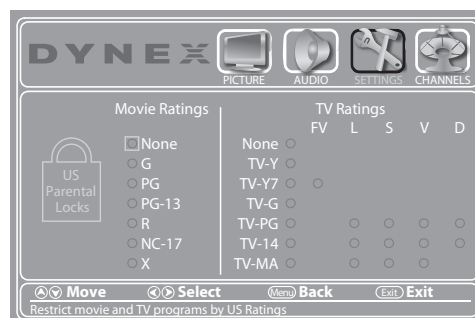 DYNEX
PICTURE AUDIO SETTINGS CHANNELS
Movie Ratings TV Ratings
FV L S V D
US
Parental
Locks
None
G
PG
PG-13
R
NC-17
X
None
TV-Y
TV-Y7
TV-G
TV-PG
TV-14
TV-MA
Move Select Menu Back Exit Exit
Restrict movie and TV programs by US Ratings